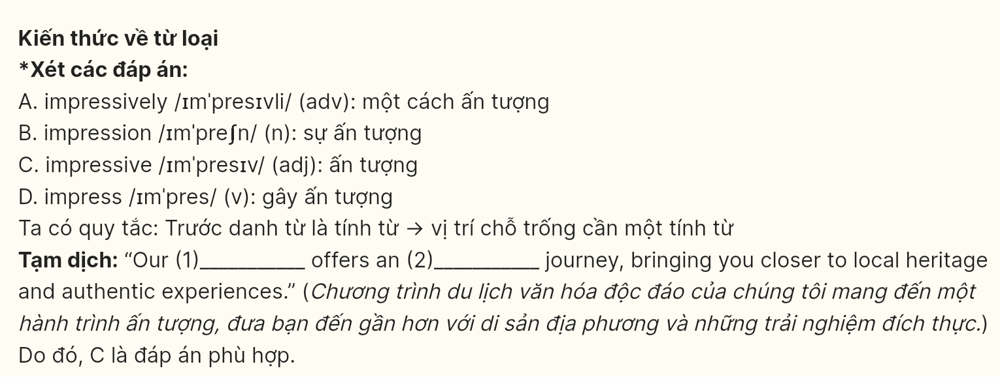 Kiến thức về từ loại
*Xét các đáp án:
A. impressively /ɪmˈpresɪvli/ (adv): một cách ấn tượng
B. impression /ɪmˈpreʃn/ (n): sự ấn tượng
C. impressive /ɪmˈpresɪv/ (adj): ấn tượng
D. impress /ɪmˈpres/ (v): gây ấn tượng
Ta có quy tắc: Trước danh từ là tính từ → vị trí chỗ trống cần một tính từ
Tạm dịch: “Our (1)___________ offers an (2)___________ journey, bringing you closer to local heritage
and authentic experiences.” (Chương trình du lịch văn hóa độc đáo của chúng tôi mang đến một
hành trình ấn tượng, đưa bạn đến gần hơn với di sản địa phương và những trải nghiệm đích thực.)
Do đó, C là đáp án phù hợp.